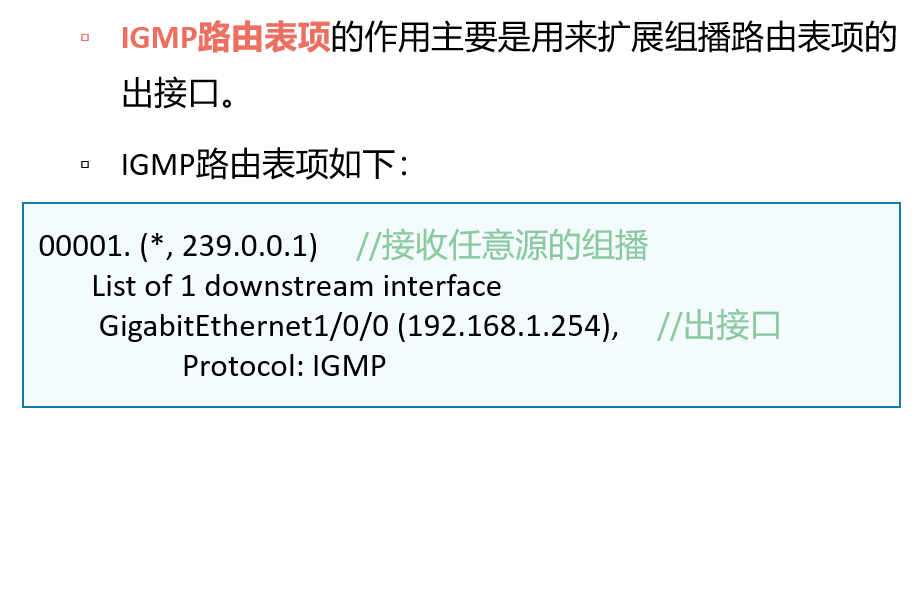 ▫ IGMP路由表项的作用主要是用来扩展组播路由表项的
出接口。
▫ IGMP路由表项如下：
00001. (*, 239.0.0.1) //接收任意源的组播
List of 1 downstream interface
GigabitEthernet1/0/0 (192.168.1.254), //出接口
Protocol: IGMP